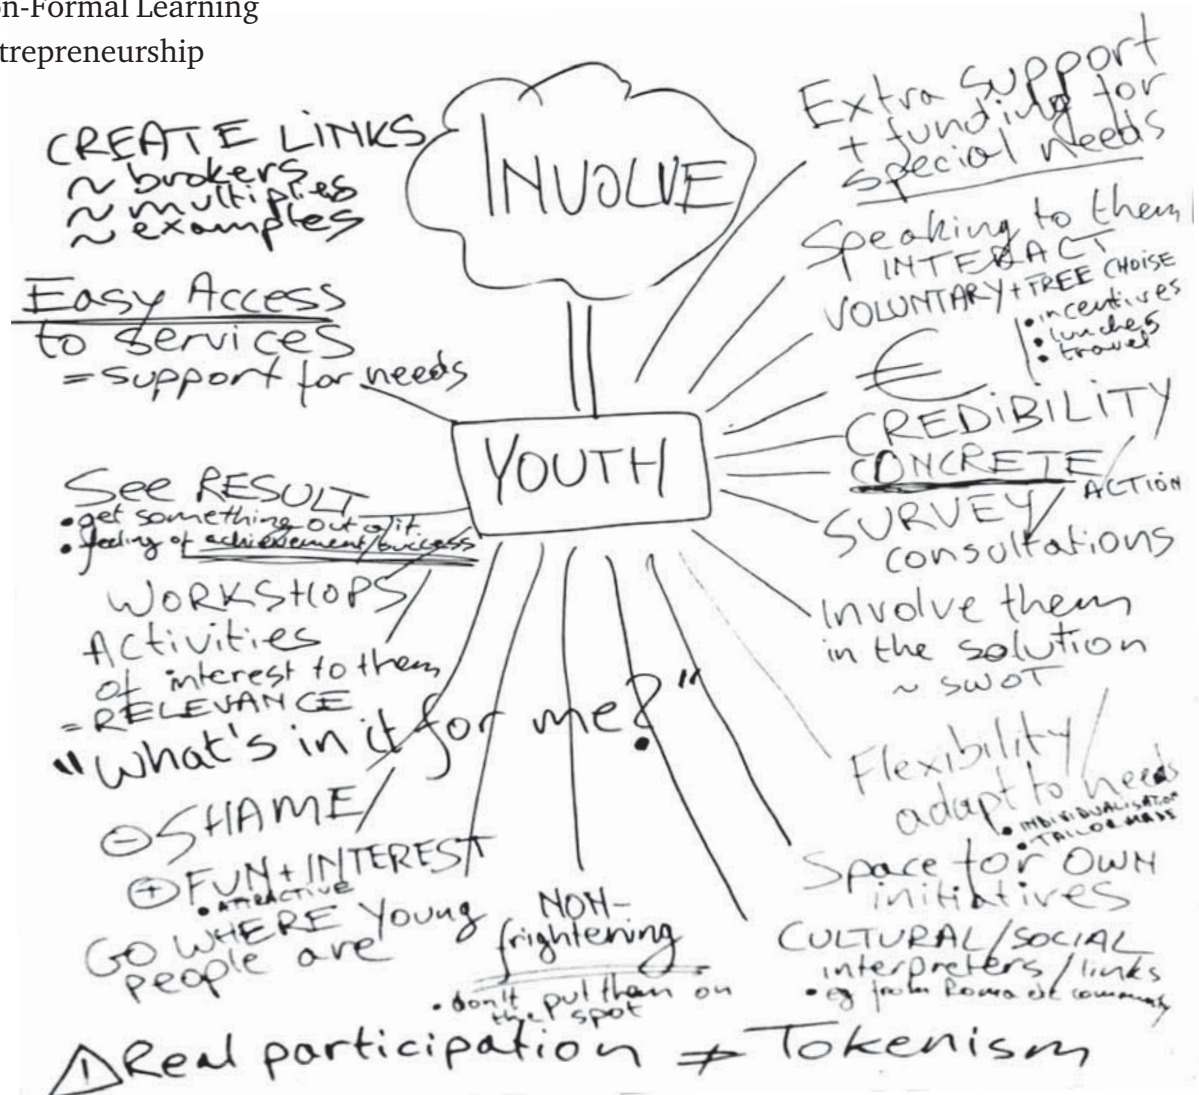 on-Formal Learning
trepreneurship
INVOLVE
YOUTH
CREATE LINKS
~ brokers
~ multiplies
~ examples
Easy Access
to services
= support for needs
See RESULT
• get something out of it
• feeling of achievement/success
WORKSHOPS
Activities
of interest to them
= RELEVANCE
"What's in it for me?"
⊖ SHAME
⊕ FUN + INTEREST
• ATTRACTIVE
GO WHERE Young
people are
NON-
frightening
• don't put them on
the spot
Extra support
+ funding for
special needs
Speaking to them
INTERACT
VOLUNTARY + FREE CHOISE
• incentives
• lunches
• travel
€
CREDIBILITY
CONCRETE/
ACTION
SURVEY/
consultations
Involve them
in the solution
~ SWOT
Flexibility/
adapt to needs
• INDIVIDUALISATION
• TAILOR MADE
Space for OWN
initiatives
CULTURAL/SOCIAL
interpreters/links
• eg from Roma etc community
⚠ Real participation ≠ Tokenism